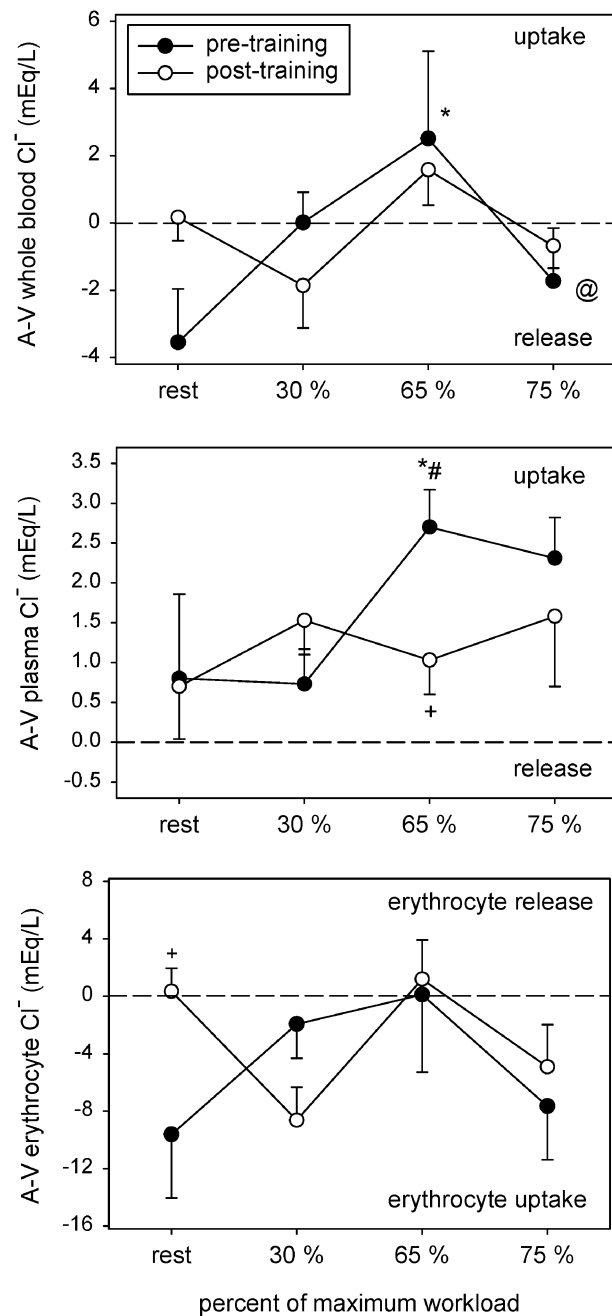 A-V whole blood Cl⁻ (mEq/L)
6
4
2
0
-2
-4
pre-training
post-training
uptake
*
@
release
rest 30 % 65 % 75 %
A-V plasma Cl⁻ (mEq/L)
3.5
3.0
2.5
2.0
1.5
1.0
0.5
0.0
-0.5
*#
uptake
+
release
rest 30 % 65 % 75 %
A-V erythrocyte Cl⁻ (mEq/L)
8
4
0
-4
-8
-12
-16
erythrocyte release
+
erythrocyte uptake
rest 30 % 65 % 75 %
percent of maximum workload